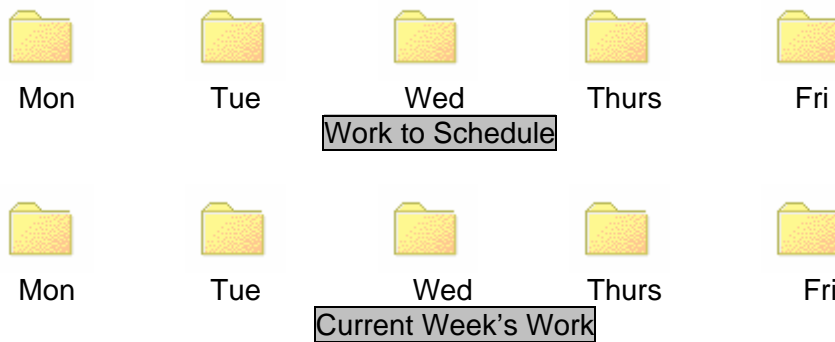 Mon Tue Wed Thurs Fri
Work to Schedule
Mon Tue Wed Thurs Fri
Current Week's Work